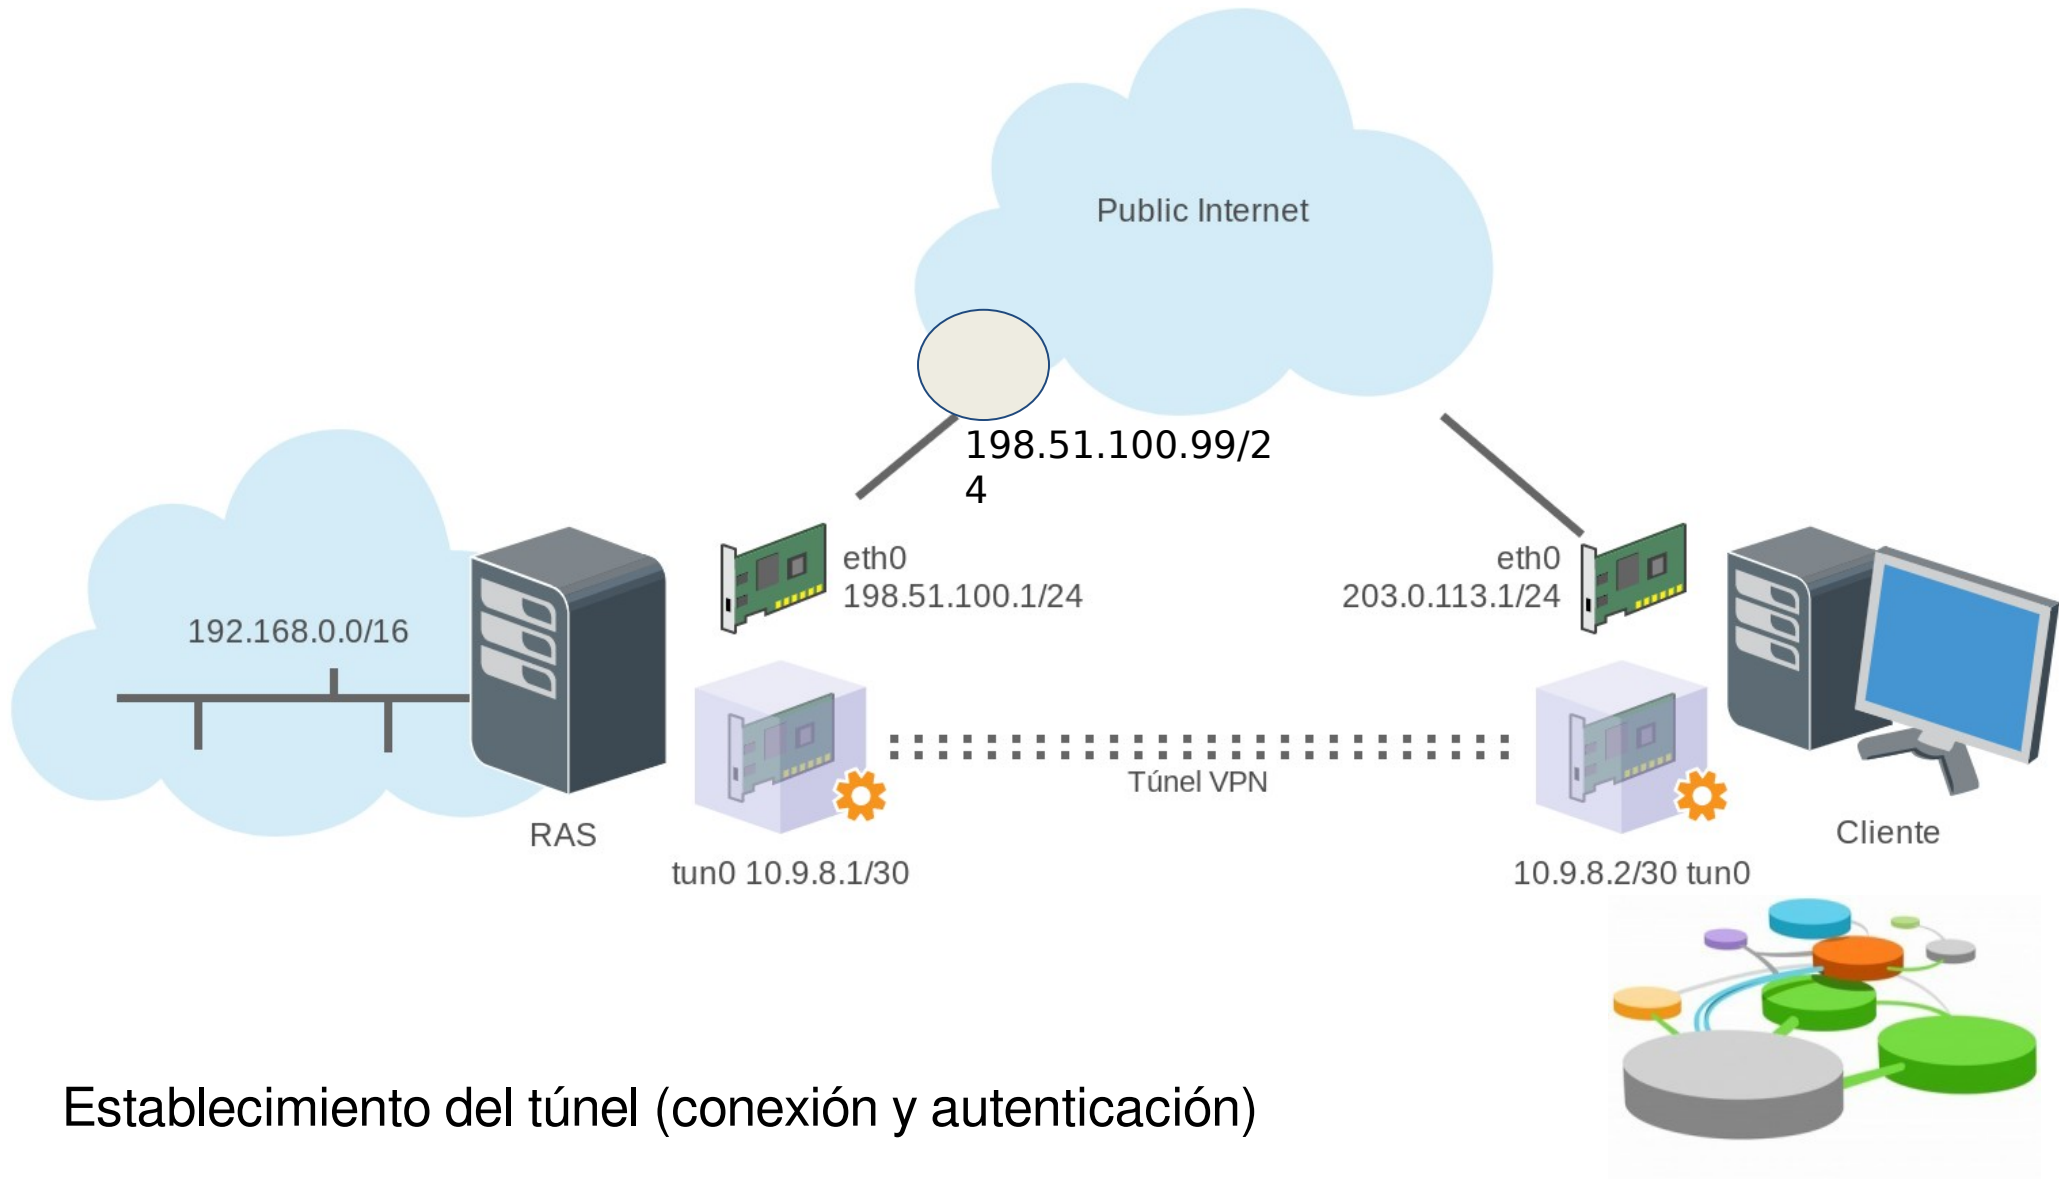 Public Internet
198.51.100.99/2
4
eth0
198.51.100.1/24
eth0
203.0.113.1/24
192.168.0.0/16
Túnel VPN
RAS
Cliente
tun0 10.9.8.1/30
10.9.8.2/30 tun0
Establecimiento del túnel (conexión y autenticación)